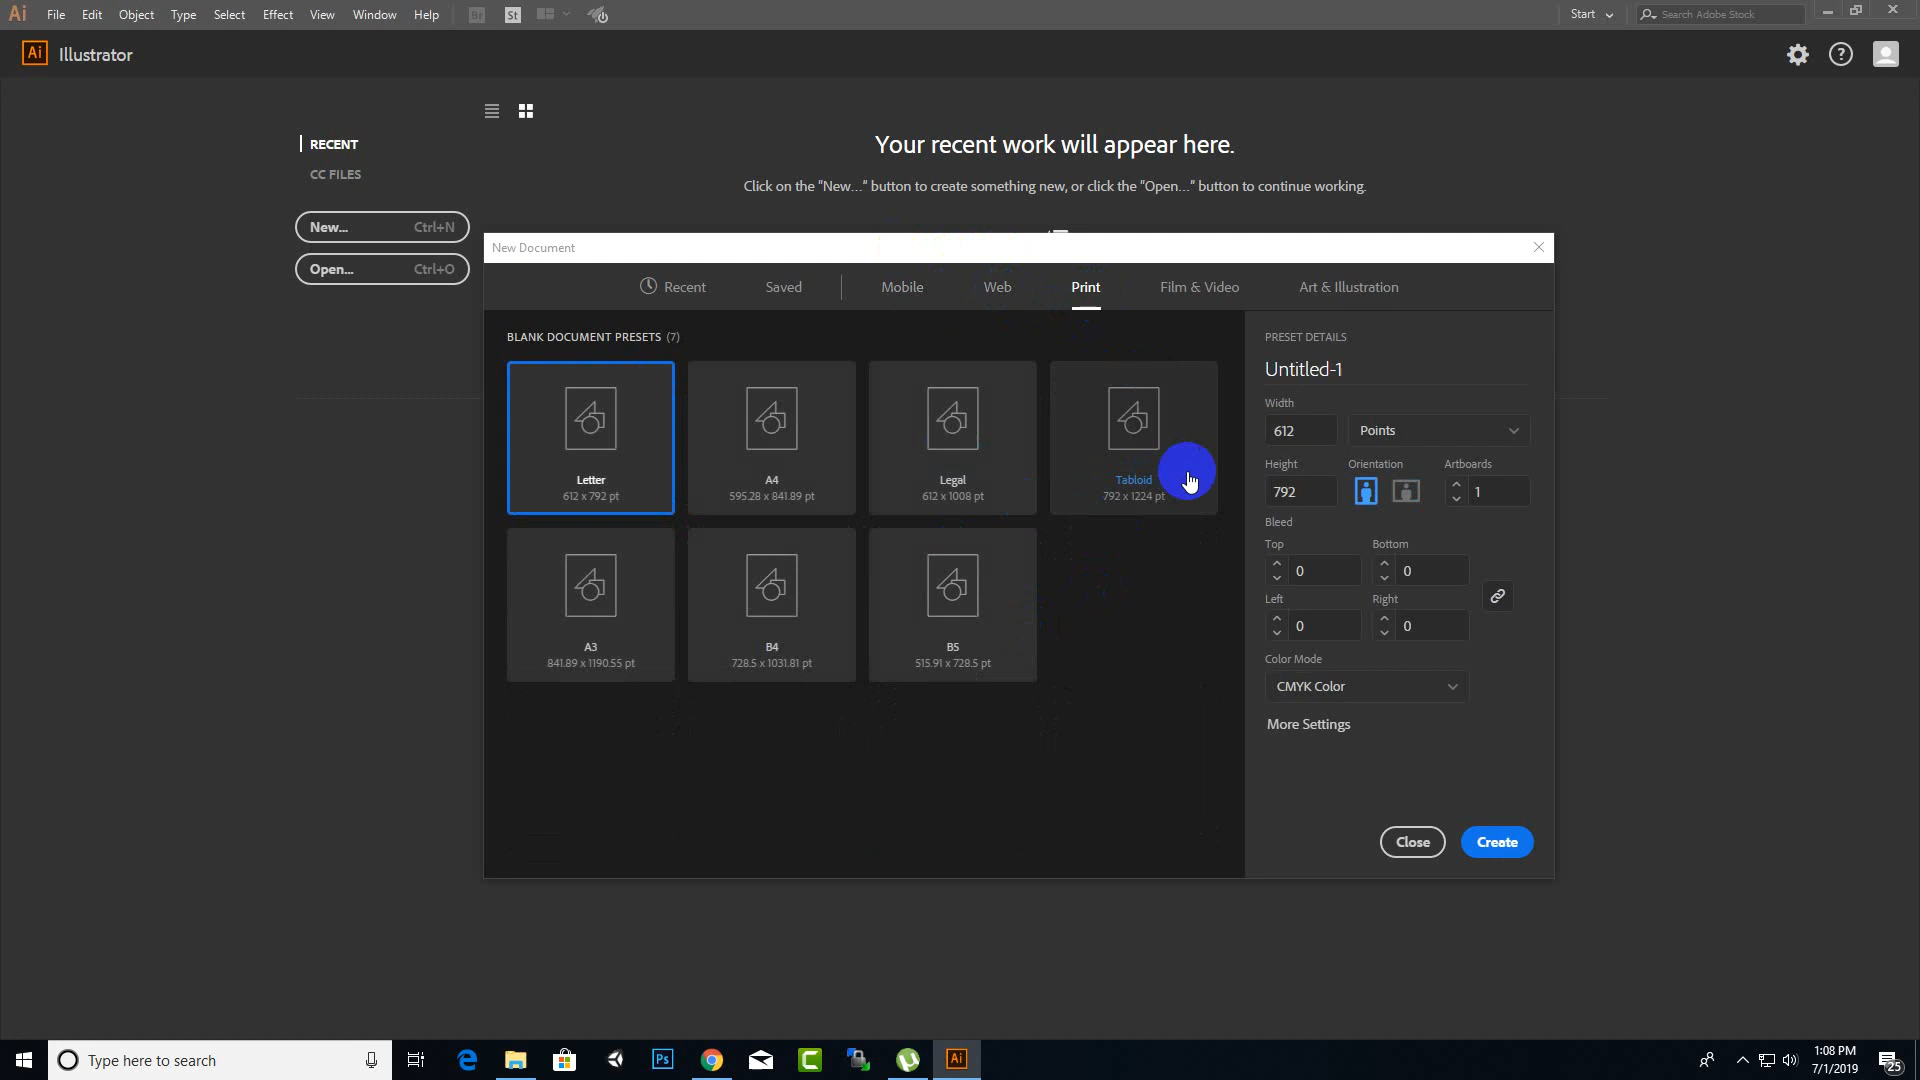 Ai File Edit Object Type Select Effect View Window Help Br St Start Search Adobe Stock
Ai Illustrator
RECENT
CC FILES
New... Ctrl+N
Open... Ctrl+O
Your recent work will appear here.
Click on the "New..." button to create something new, or click the "Open..." button to continue working.
New Document
Recent Saved Mobile Web Print Film & Video Art & Illustration
BLANK DOCUMENT PRESETS (7)
Letter
612 x 792 pt
A4
595.28 x 841.89 pt
Legal
612 x 1008 pt
Tabloid
792 x 1224 pt
A3
841.89 x 1190.55 pt
B4
728.5 x 1031.81 pt
B5
515.91 x 728.5 pt
PRESET DETAILS
Untitled-1
Width
612 Points
Height Orientation Artboards
792 1
Bleed
Top Bottom
0 0
Left Right
0 0
Color Mode
CMYK Color
More Settings
Close Create
Type here to search
Ps
Ai
1:08 PM
7/1/2019
25